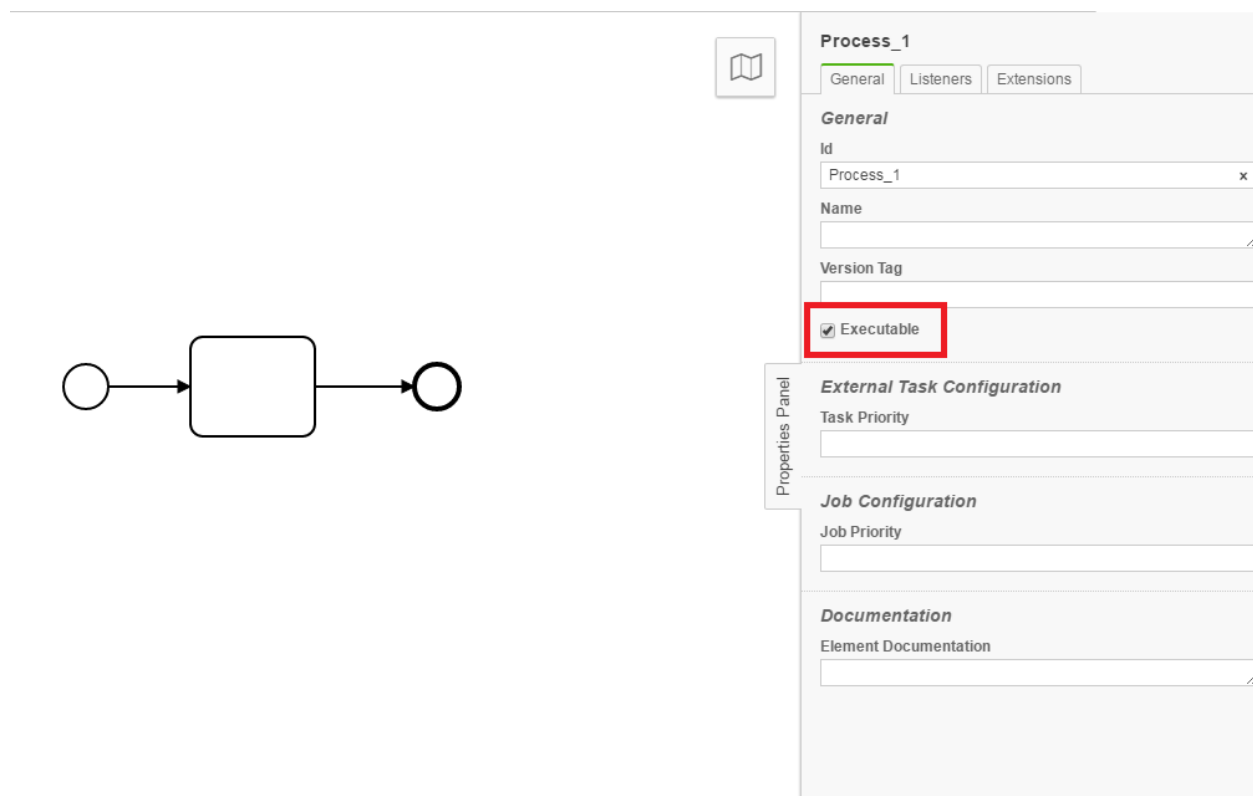 Process_1
General Listeners Extensions
General
Id
Process_1 x
Name
Version Tag
Executable
External Task Configuration
Task Priority
Properties Panel
Job Configuration
Job Priority
Documentation
Element Documentation